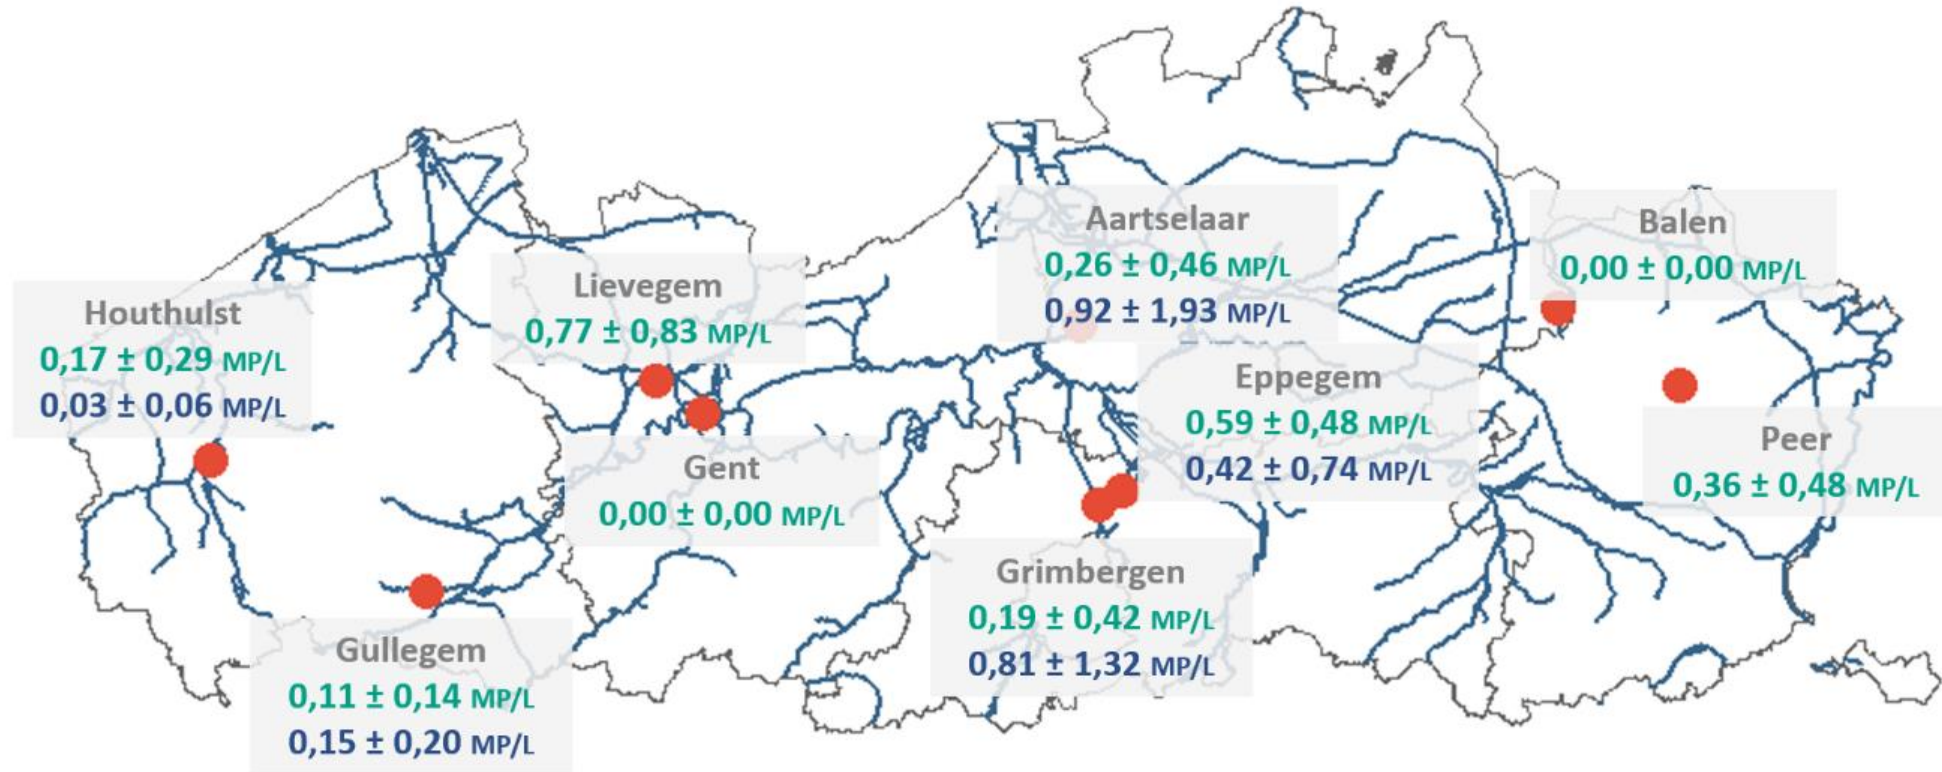 Aartselaar
0,26 ± 0,46 MP/L
0,92 ± 1,93 MP/L
Balen
0,00 ± 0,00 MP/L
Lievegem
0,77 ± 0,83 MP/L
Houthulst
0,17 ± 0,29 MP/L
0,03 ± 0,06 MP/L
Eppegem
0,59 ± 0,48 MP/L
0,42 ± 0,74 MP/L
Peer
0,36 ± 0,48 MP/L
Gent
0,00 ± 0,00 MP/L
Grimbergen
0,19 ± 0,42 MP/L
0,81 ± 1,32 MP/L
Gullegem
0,11 ± 0,14 MP/L
0,15 ± 0,20 MP/L